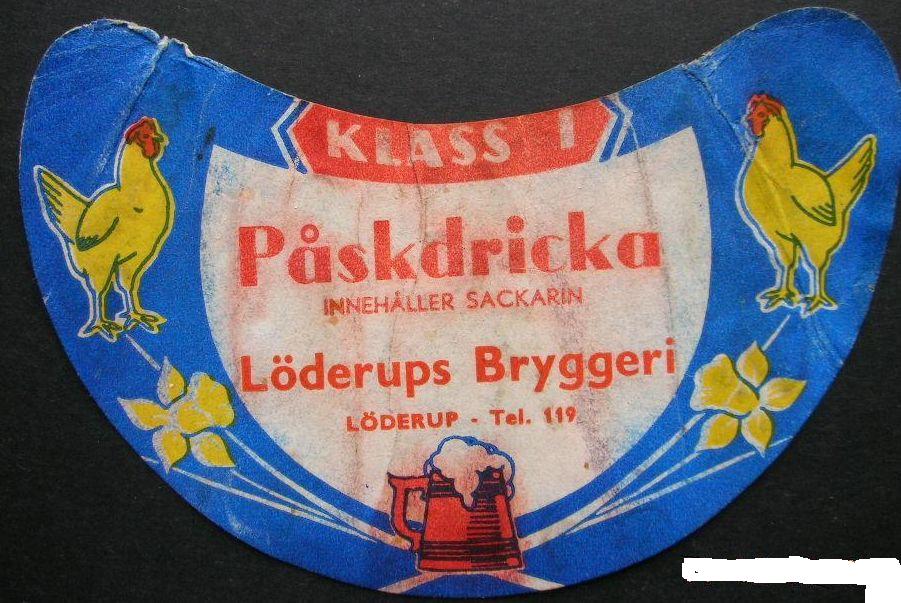 KLASS I
Påskdricka
INNEHÅLLER SACKARIN
Löderups Bryggeri
LÖDERUP - Tel. 119